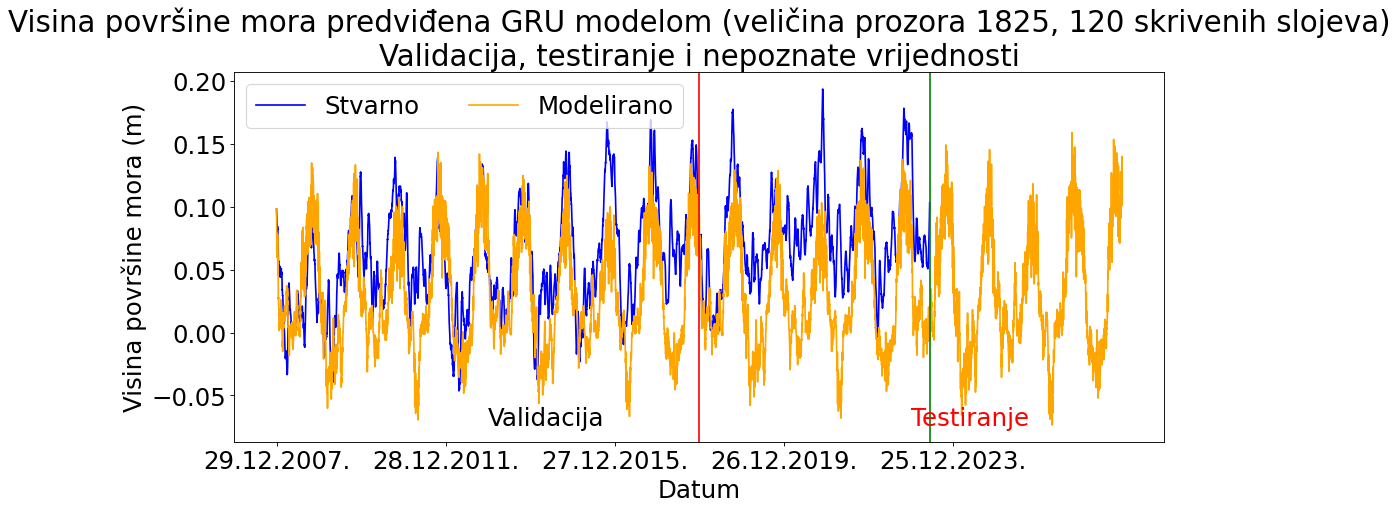 Visina površine mora predviđena GRU modelom (veličina prozora 1825, 120 skrivenih slojeva)
Validacija, testiranje i nepoznate vrijednosti
Stvarno
Modelirano
Visina površine mora (m)
0.20
0.15
0.10
0.05
0.00
−0.05
Validacija
Testiranje
29.12.2007.
28.12.2011.
27.12.2015.
26.12.2019.
25.12.2023.
Datum